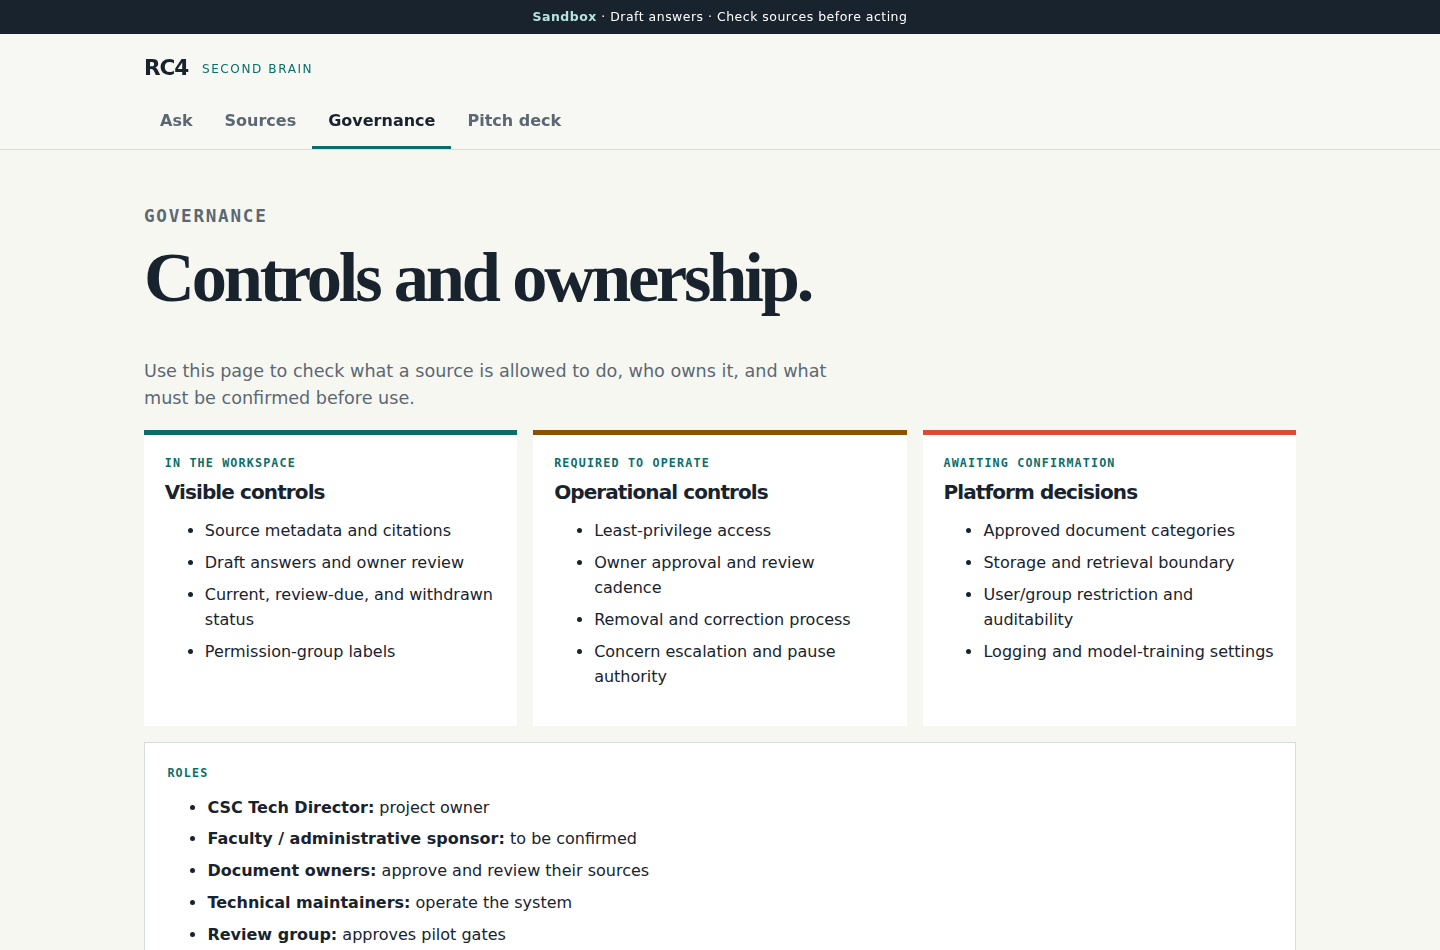 Sandbox · Draft answers · Check sources before acting
RC4 SECOND BRAIN
Ask Sources Governance Pitch deck
GOVERNANCE
Controls and ownership.
Use this page to check what a source is allowed to do, who owns it, and what
must be confirmed before use.
IN THE WORKSPACE
Visible controls
• Source metadata and citations
• Draft answers and owner review
• Current, review-due, and withdrawn
status
• Permission-group labels
REQUIRED TO OPERATE
Operational controls
• Least-privilege access
• Owner approval and review
cadence
• Removal and correction process
• Concern escalation and pause
authority
AWAITING CONFIRMATION
Platform decisions
• Approved document categories
• Storage and retrieval boundary
• User/group restriction and
auditability
• Logging and model-training settings
ROLES
• CSC Tech Director: project owner
• Faculty / administrative sponsor: to be confirmed
• Document owners: approve and review their sources
• Technical maintainers: operate the system
• Review group: approves pilot gates